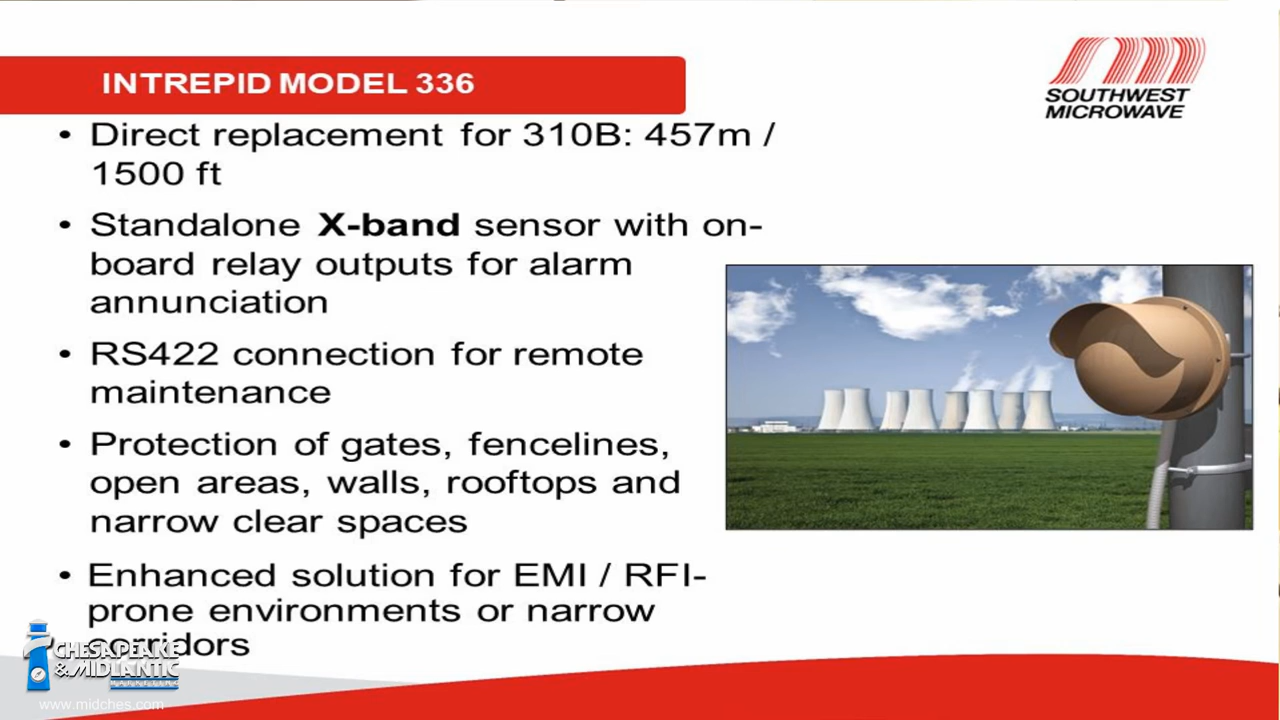 INTREPID MODEL 336
SOUTHWEST
MICROWAVE
• Direct replacement for 310B: 457m /
1500 ft
• Standalone X-band sensor with on-
board relay outputs for alarm
annunciation
• RS422 connection for remote
maintenance
• Protection of gates, fencelines,
open areas, walls, rooftops and
narrow clear spaces
• Enhanced solution for EMI / RFI-
prone environments or narrow
corridors
CHESAPEAKE
& MIDLANTIC
MARKETING
www.midches.com